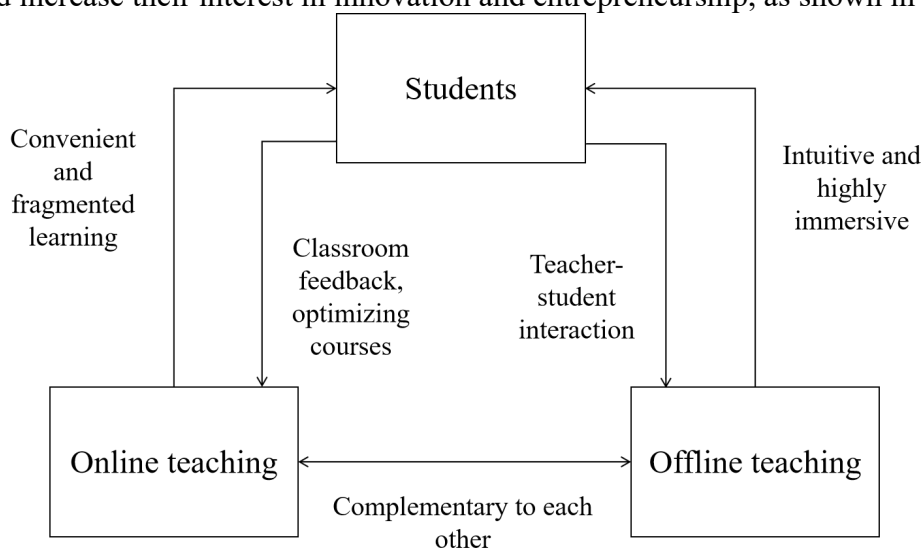 d increase their interest in innovation and entrepreneurship, as shown in
Students
Convenient
and
fragmented
learning
Intuitive and
highly
immersive
Classroom
feedback,
optimizing
courses
Teacher-
student
interaction
Online teaching
Offline teaching
Complementary to each
other